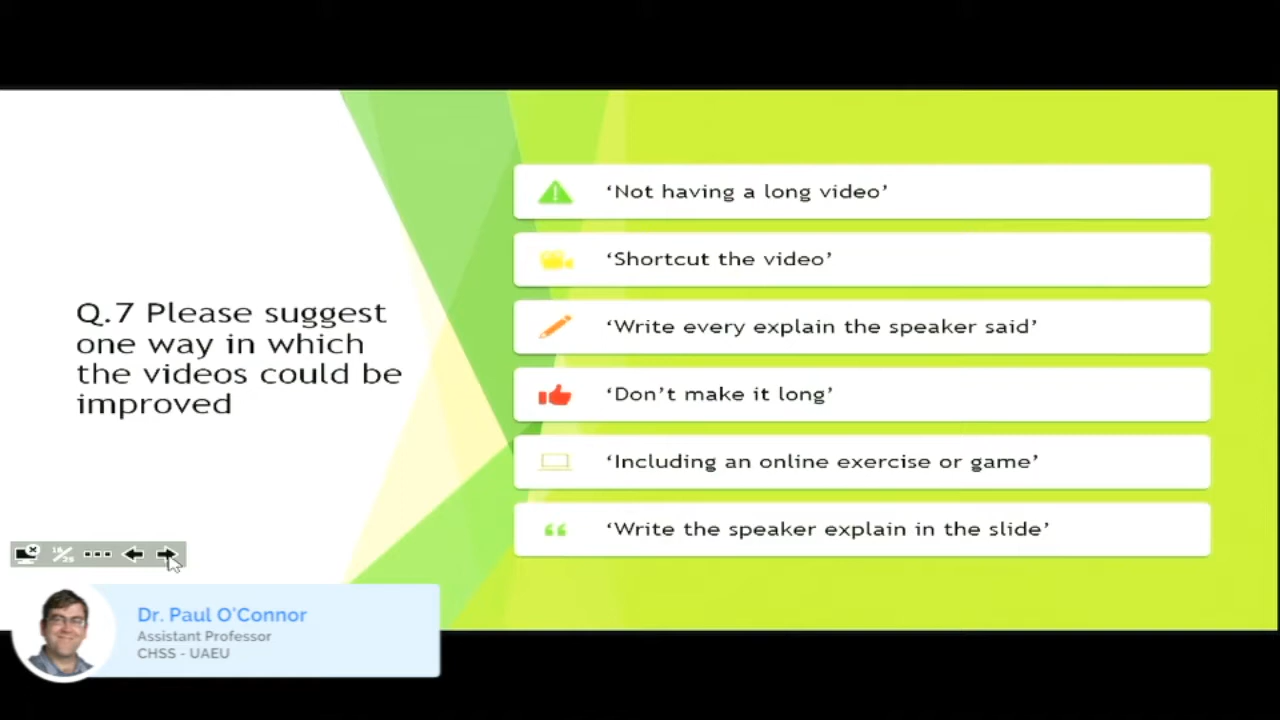 Q.7 Please suggest
one way in which
the videos could be
improved
‘Not having a long video’
‘Shortcut the video’
‘Write every explain the speaker said’
‘Don’t make it long’
‘Including an online exercise or game’
‘Write the speaker explain in the slide’
Dr. Paul O'Connor
Assistant Professor
CHSS - UAEU